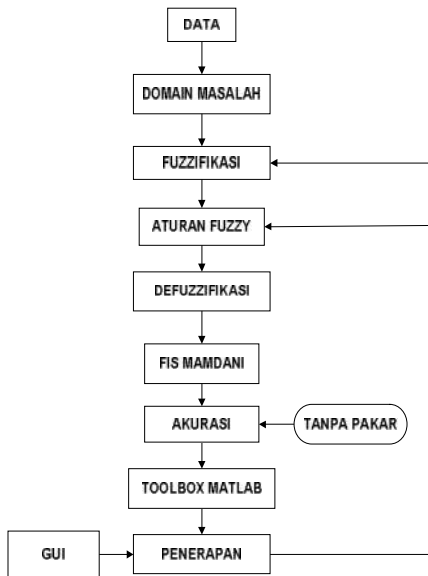 DATA
DOMAIN MASALAH
FUZZIFIKASI
ATURAN FUZZY
DEFUZZIFIKASI
FIS MAMDANI
AKURASI
TANPA PAKAR
TOOLBOX MATLAB
GUI
PENERAPAN